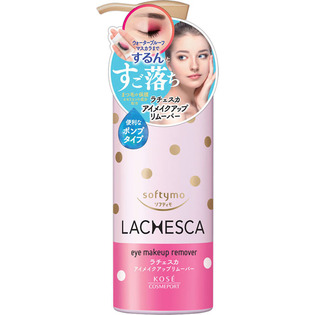 ウォータープルーフ
マスカラまで
するんと
すご落ち
ラチェスカ
アイメイクアップ
リムーバー
便利な
ポンプ
タイプ
softymo
ソフティモ
LACHESCA
eye makeup remover
ラチェスカ
アイメイクアップリムーバー
KOSÉ
COSMEPORT